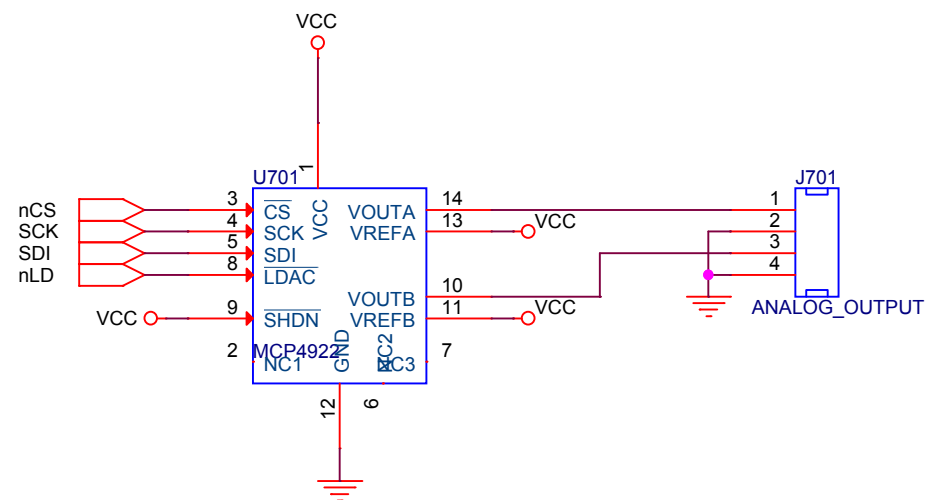 VCC
1
U701
J701
nCS
3
CS
VCC
VOUTA
14
1
SCK
4
SCK
VREFA
13
VCC
2
SDI
5
SDI
3
nLD
8
LDAC
4
VOUTB
10
VCC
9
SHDN
VREFB
11
VCC
ANALOG_OUTPUT
2
MCP4922
NC1
GND
NC2
NC3
7
12
6